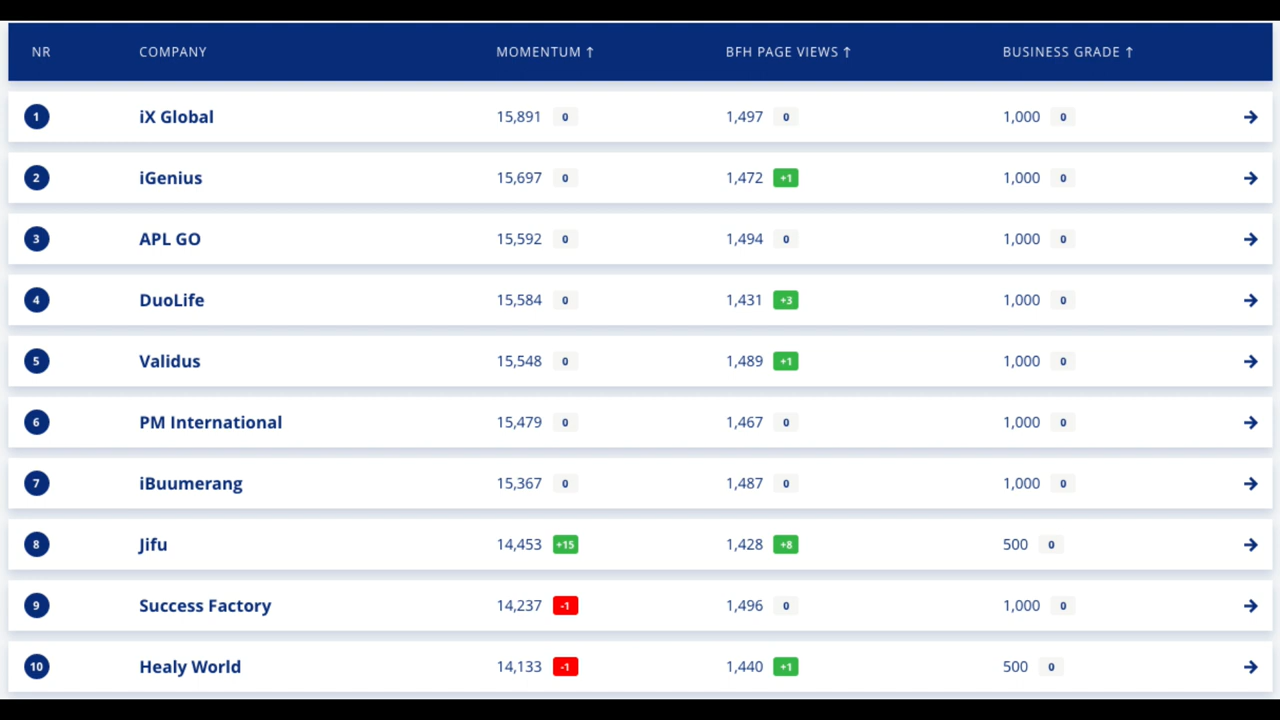 NR COMPANY MOMENTUM ↑ BFH PAGE VIEWS ↑ BUSINESS GRADE ↑
1 iX Global 15,891 0 1,497 0 1,000 0 →
2 iGenius 15,697 0 1,472 +1 1,000 0 →
3 APL GO 15,592 0 1,494 0 1,000 0 →
4 DuoLife 15,584 0 1,431 +3 1,000 0 →
5 Validus 15,548 0 1,489 +1 1,000 0 →
6 PM International 15,479 0 1,467 0 1,000 0 →
7 iBuumerang 15,367 0 1,487 0 1,000 0 →
8 Jifu 14,453 +15 1,428 +8 500 0 →
9 Success Factory 14,237 -1 1,496 0 1,000 0 →
10 Healy World 14,133 -1 1,440 +1 500 0 →